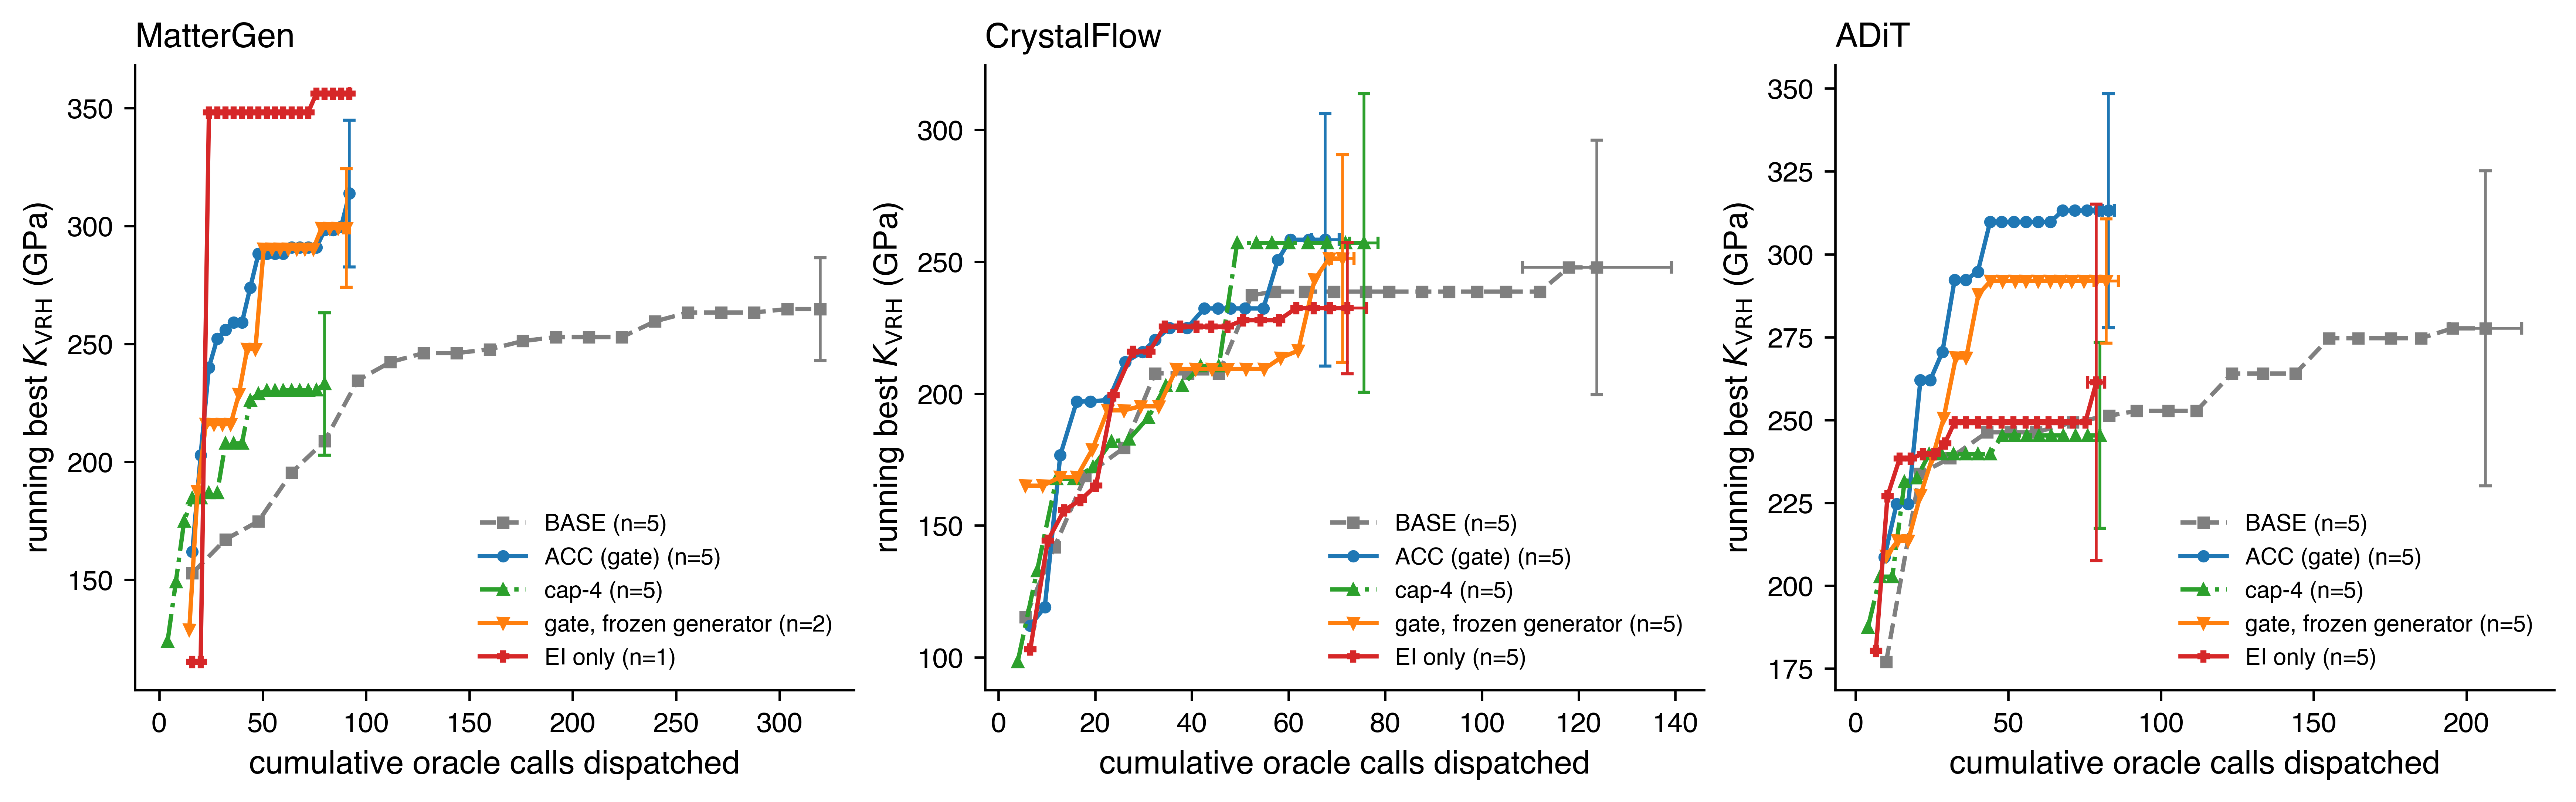 MatterGen
running best K_VRH (GPa)
350
300
250
200
150
0 50 100 150 200 250 300
cumulative oracle calls dispatched
BASE (n=5)
ACC (gate) (n=5)
cap-4 (n=5)
gate, frozen generator (n=2)
EI only (n=1)
CrystalFlow
running best K_VRH (GPa)
300
250
200
150
100
0 20 40 60 80 100 120 140
cumulative oracle calls dispatched
BASE (n=5)
ACC (gate) (n=5)
cap-4 (n=5)
gate, frozen generator (n=5)
EI only (n=5)
ADiT
running best K_VRH (GPa)
350
325
300
275
250
225
200
175
0 50 100 150 200
cumulative oracle calls dispatched
BASE (n=5)
ACC (gate) (n=5)
cap-4 (n=5)
gate, frozen generator (n=5)
EI only (n=5)